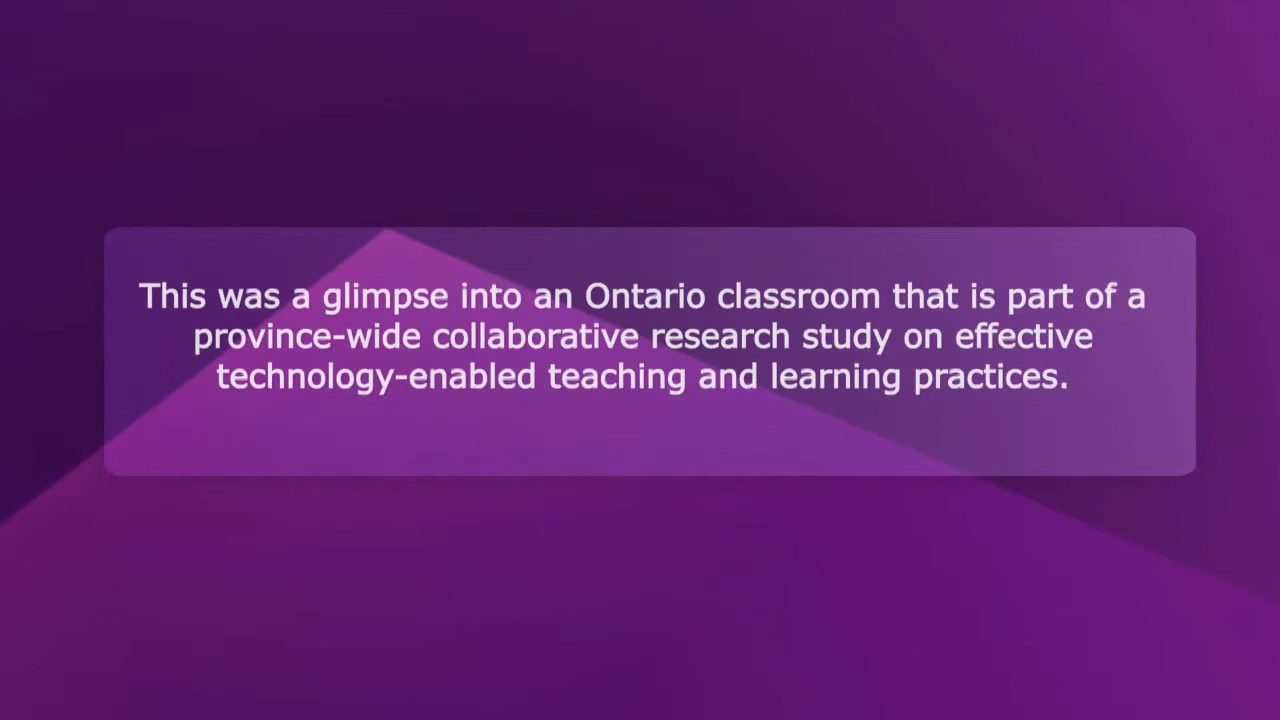 This was a glimpse into an Ontario classroom that is part of a
province-wide collaborative research study on effective
technology-enabled teaching and learning practices.